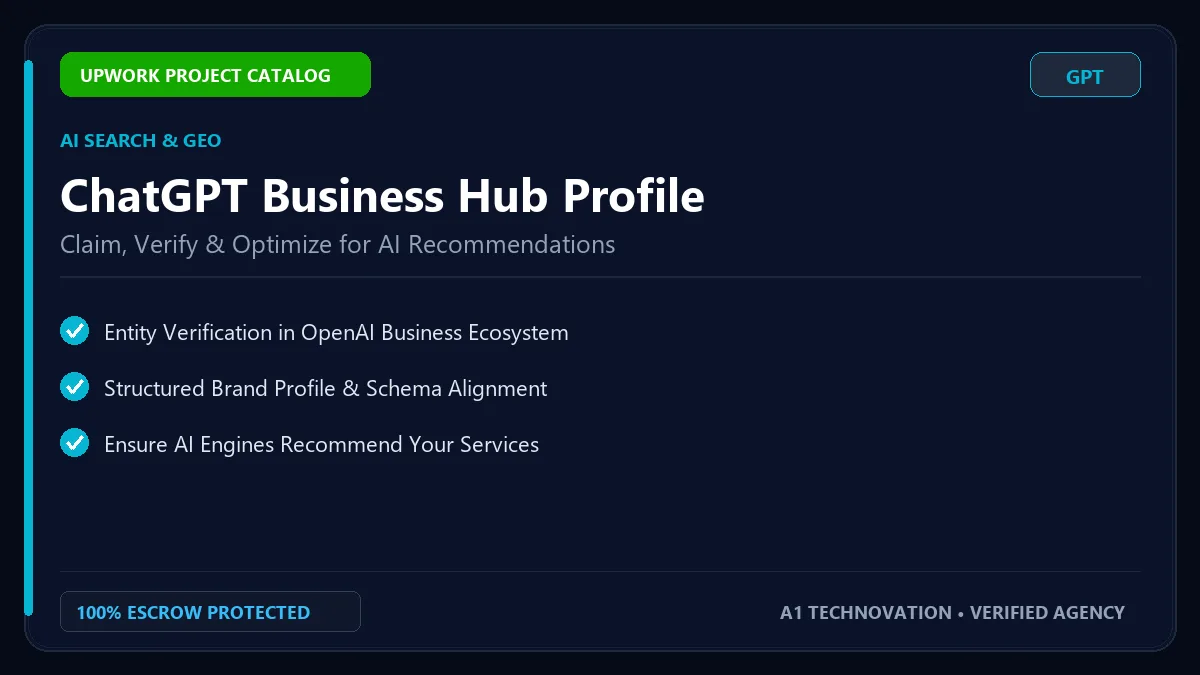 UPWORK PROJECT CATALOG
GPT
AI SEARCH & GEO
ChatGPT Business Hub Profile
Claim, Verify & Optimize for AI Recommendations
Entity Verification in OpenAI Business Ecosystem
Structured Brand Profile & Schema Alignment
Ensure AI Engines Recommend Your Services
100% ESCROW PROTECTED
A1 TECHNOVATION • VERIFIED AGENCY